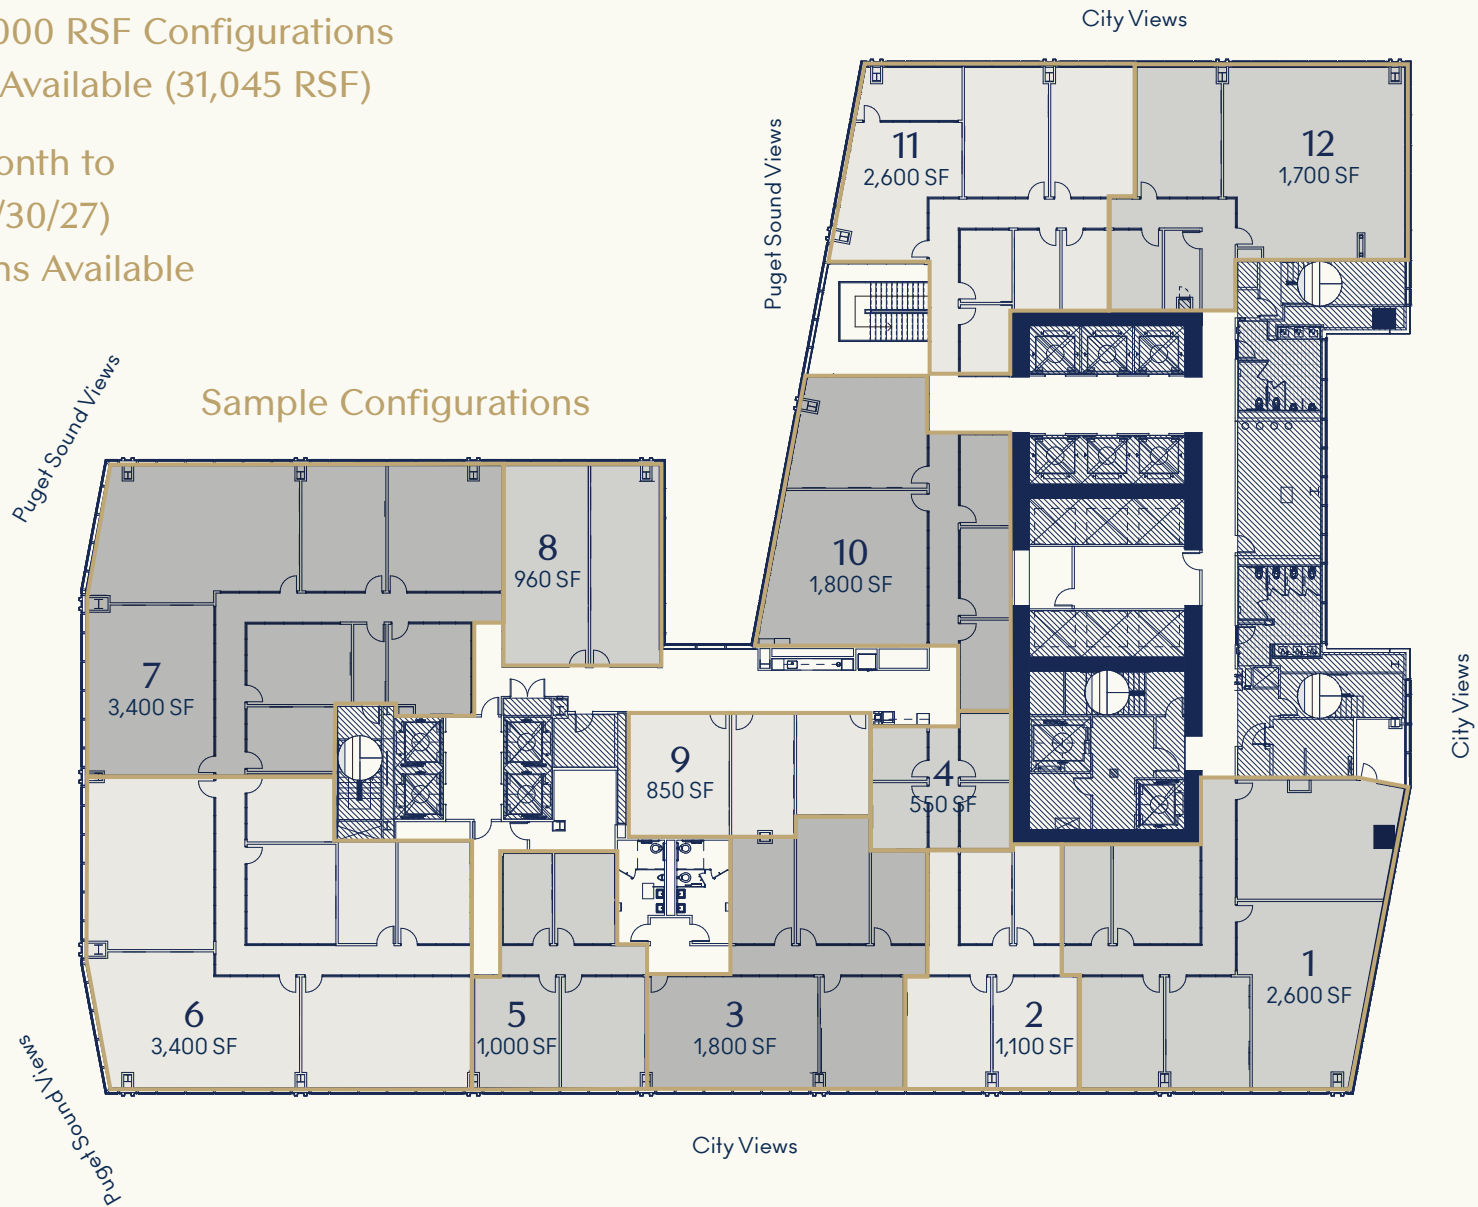 000 RSF Configurations
Available (31,045 RSF)
onth to
/30/27)
ns Available
City Views
Puget Sound Views
11
2,600 SF
12
1,700 SF
Puget Sound Views
Sample Configurations
8
960 SF
10
1,800 SF
7
3,400 SF
9
850 SF
4
550 SF
City Views
1
2,600 SF
6
3,400 SF
5
1,000 SF
3
1,800 SF
2
1,100 SF
Puget Sound Views
City Views